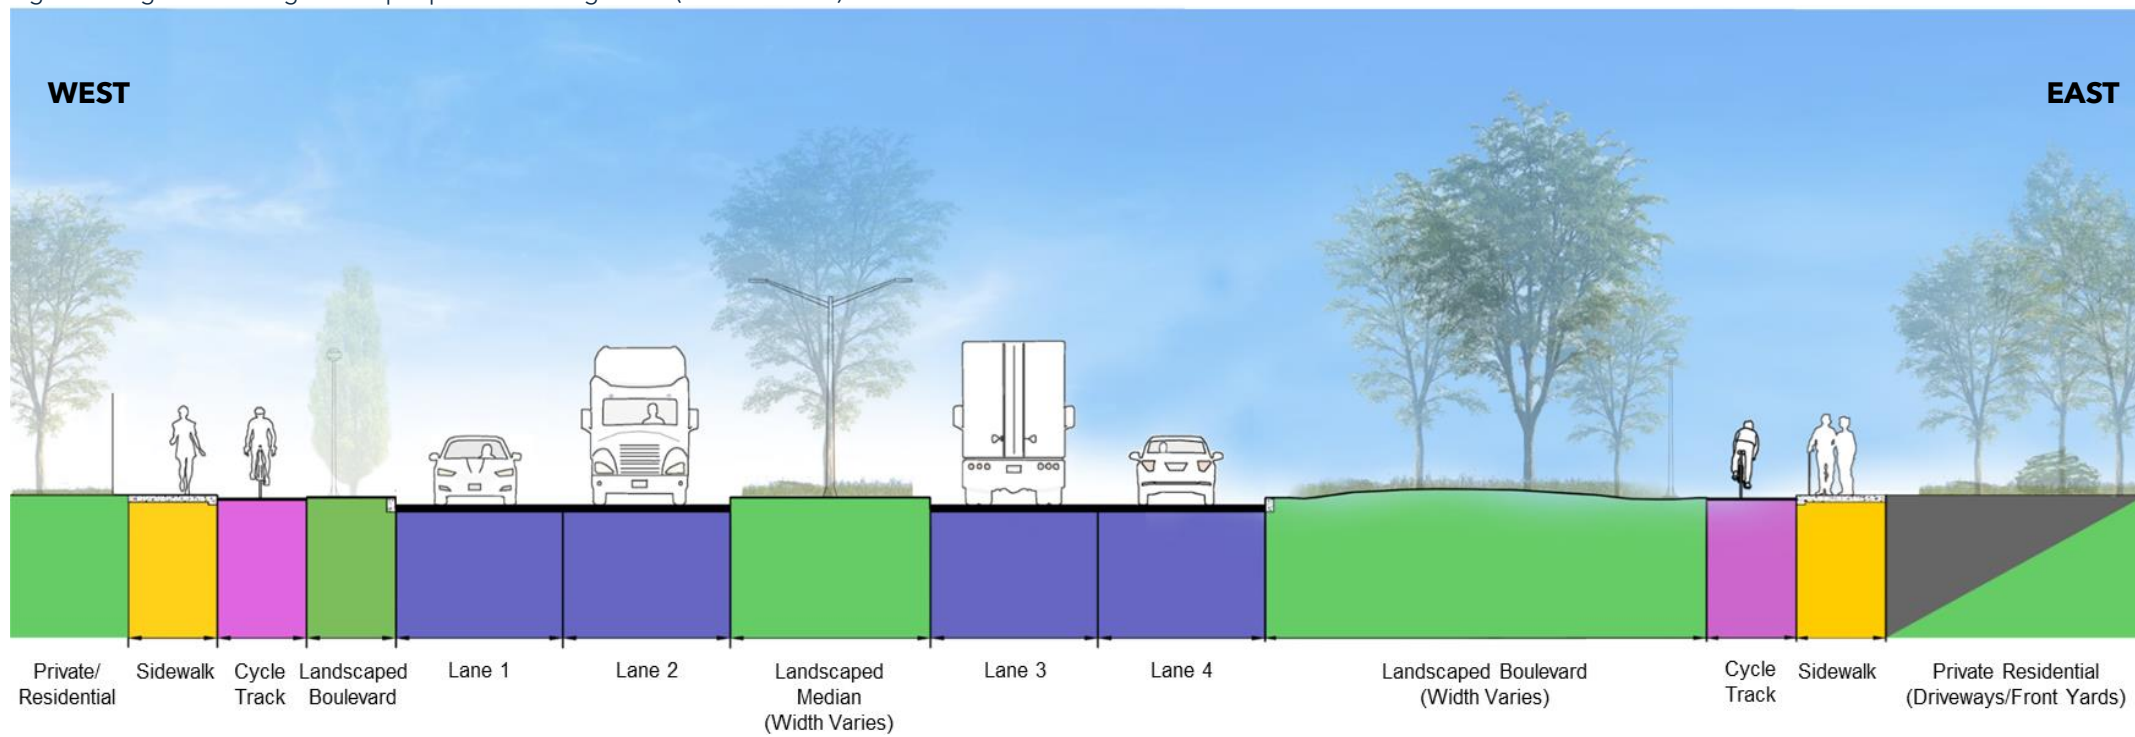 WEST
EAST
Private/
Residential
Sidewalk
Cycle
Track
Landscaped
Boulevard
Lane 1
Lane 2
Landscaped
Median
(Width Varies)
Lane 3
Lane 4
Landscaped Boulevard
(Width Varies)
Cycle
Track
Sidewalk
Private Residential
(Driveways/Front Yards)